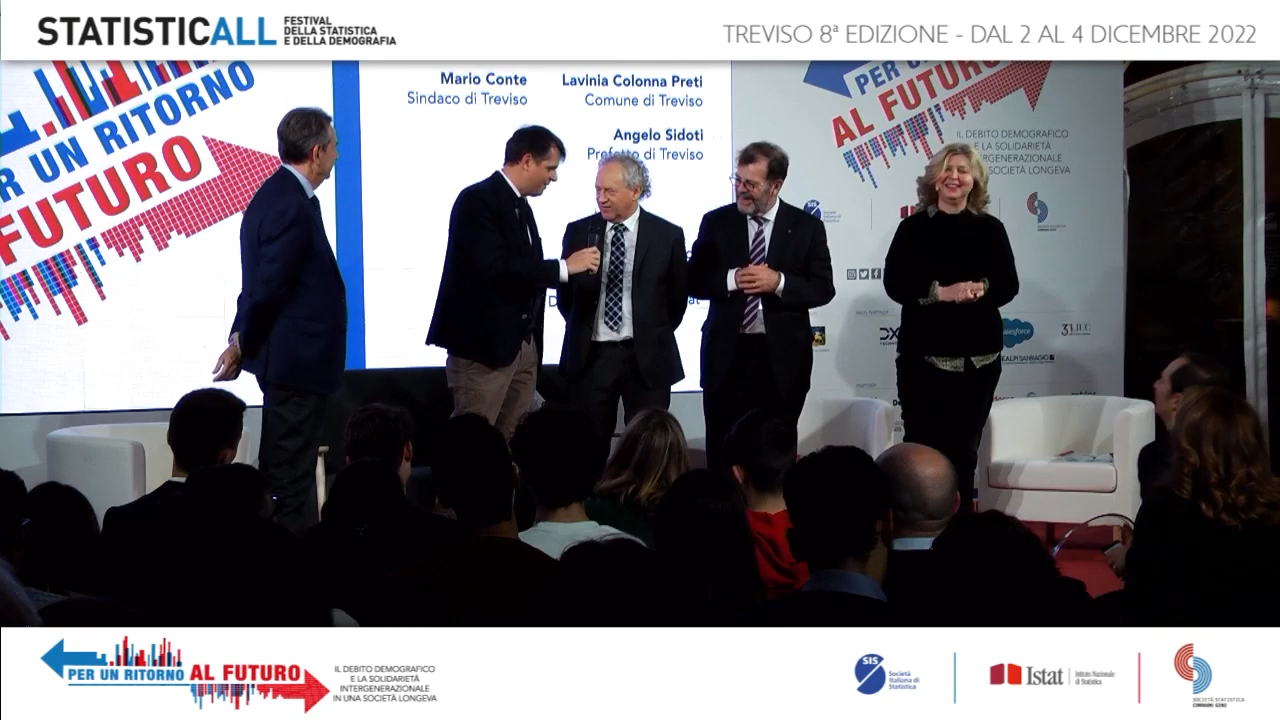 STATISTICALL
FESTIVAL
DELLA STATISTICA
E DELLA DEMOGRAFIA
TREVISO 8ª EDIZIONE - DAL 2 AL 4 DICEMBRE 2022
UN RITORNO
FUTURO
Mario Conte
Sindaco di Treviso
Lavinia Colonna Preti
Comune di Treviso
Angelo Sidoti
Prefetto di Treviso
PER UN
AL FUTURO
IL DEBITO DEMOGRAFICO
E LA SOLIDARIETÀ
INTERGENERAZIONALE
SOCIETÀ LONGEVA
SIS
salesforce
PER UN RITORNO
AL FUTURO
IL DEBITO DEMOGRAFICO
E LA SOLIDARIETÀ
INTERGENERAZIONALE
IN UNA SOCIETÀ LONGEVA
SIS
Società
Italiana di
Statistica
Istat
Istituto Nazionale
di Statistica
SOCIETÀ STATISTICA
CORRADO GINI